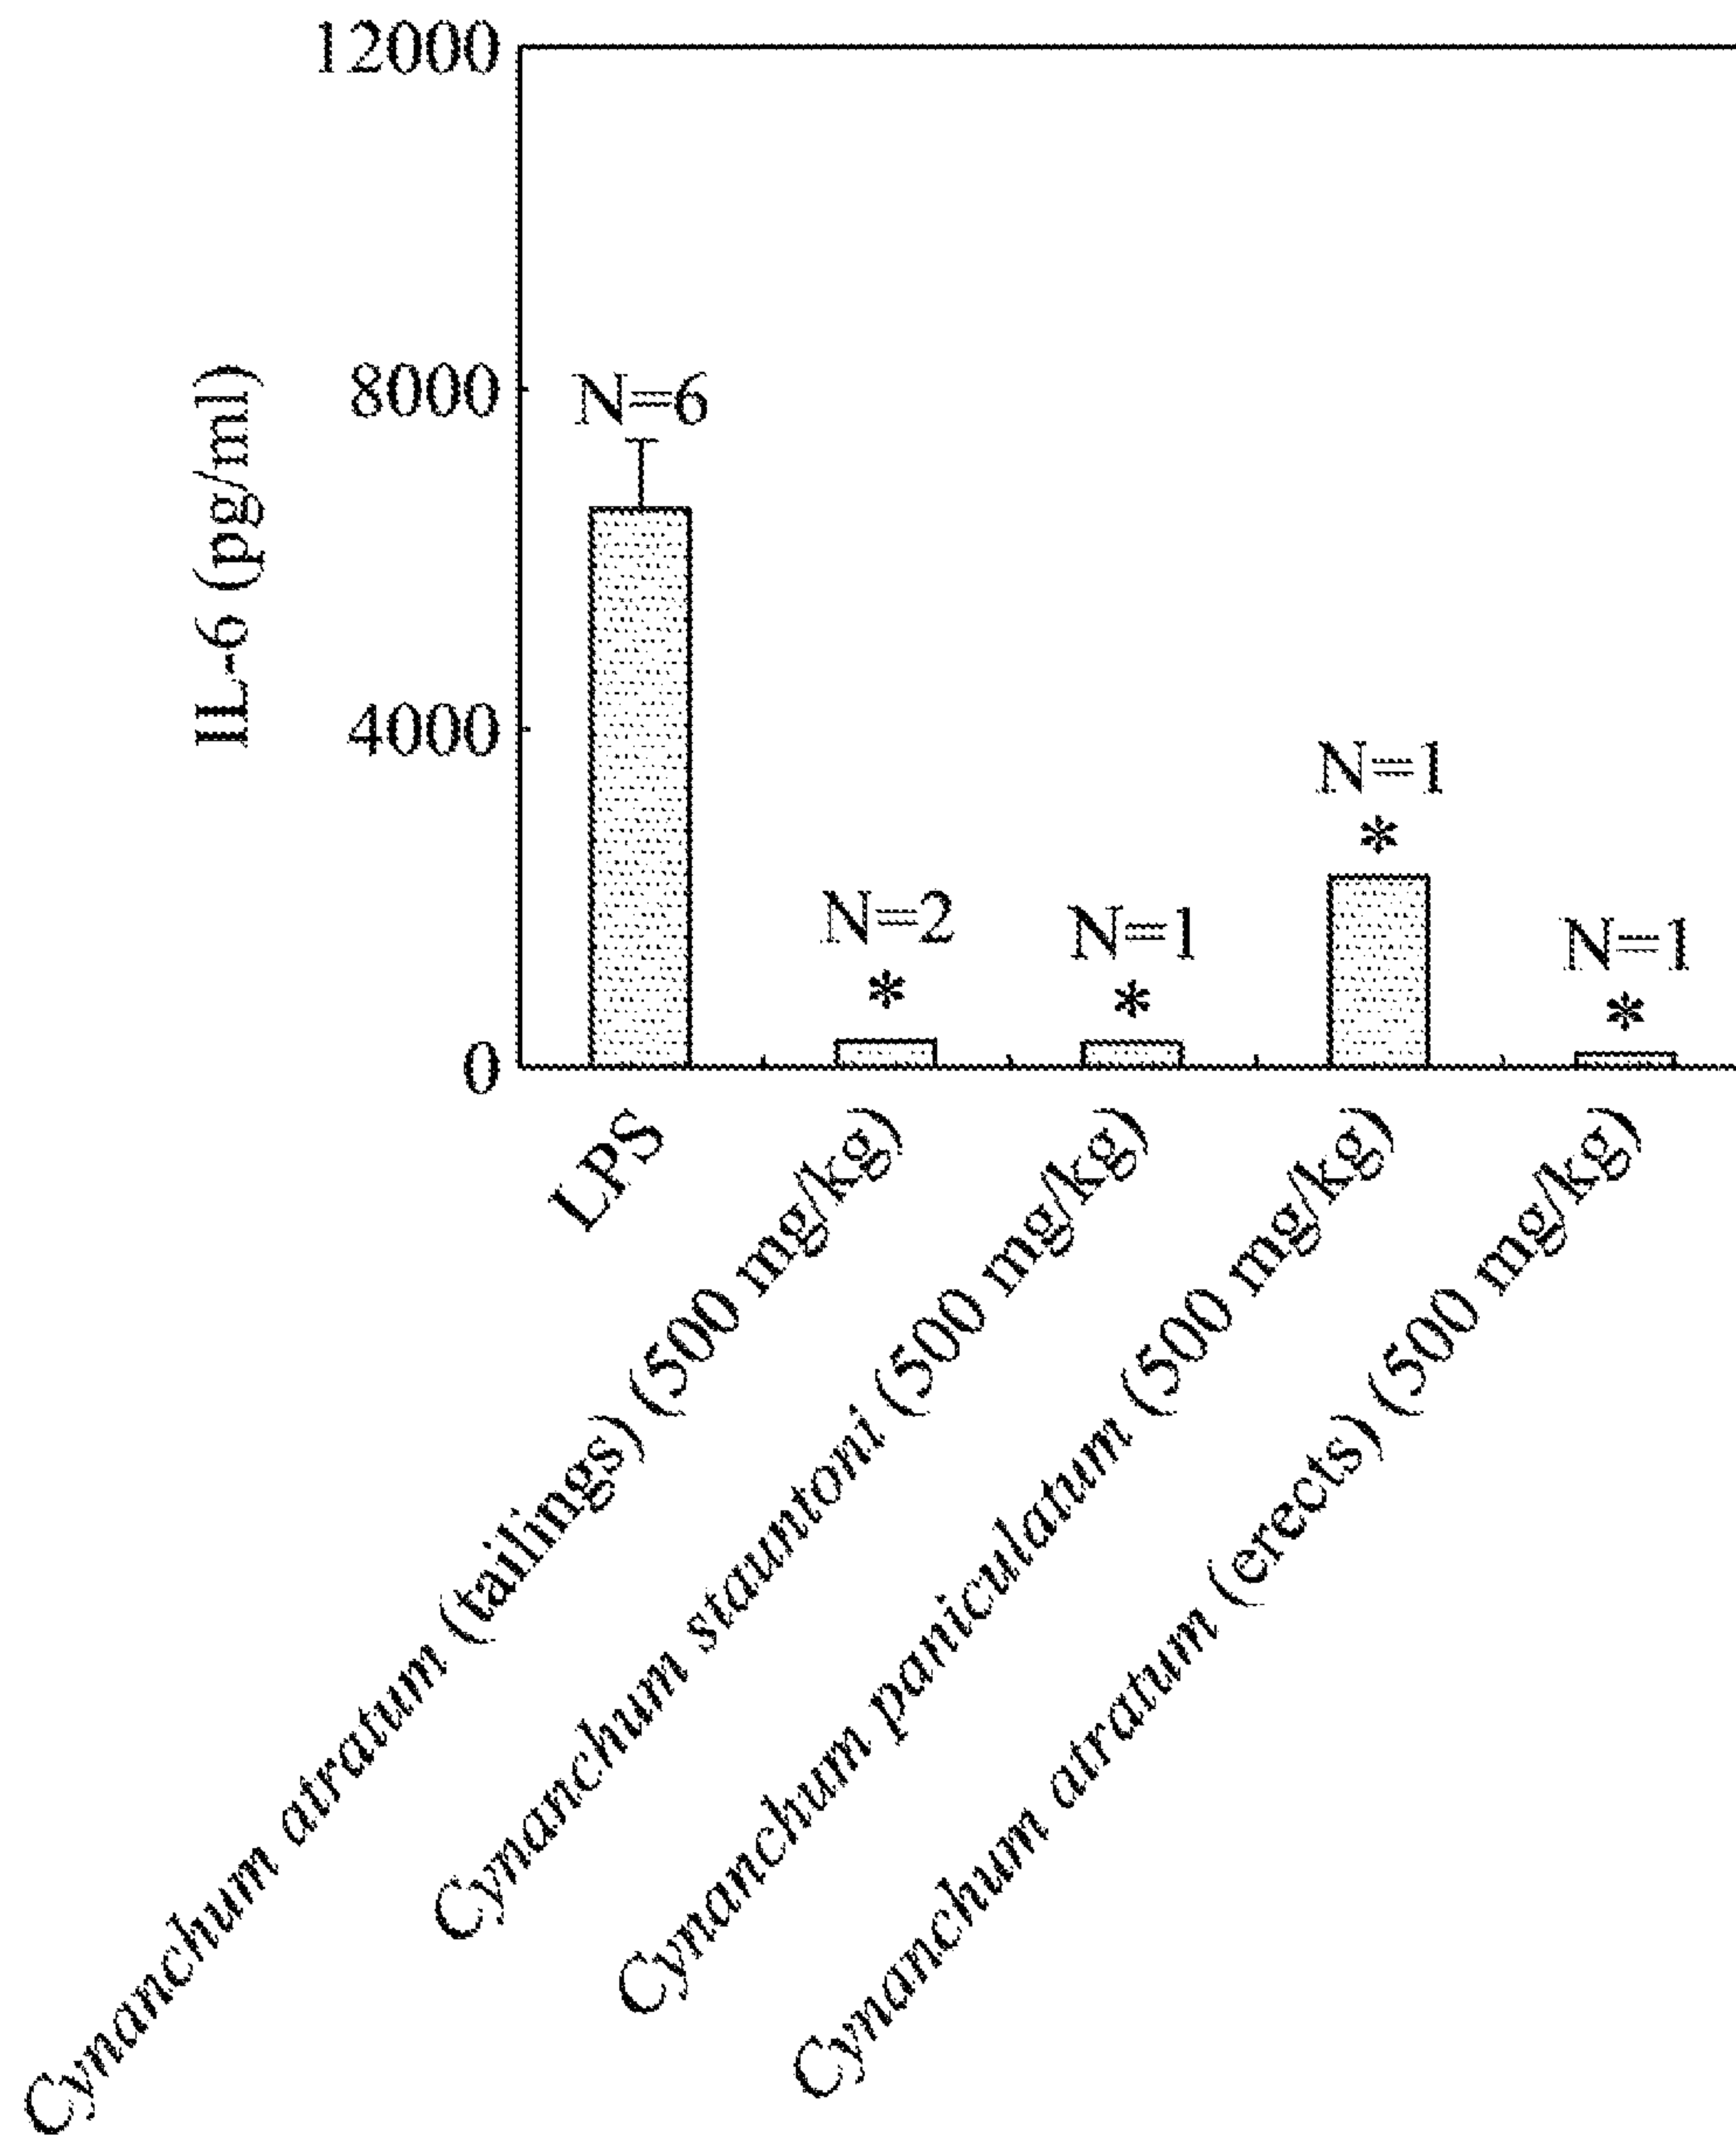 12000
8000
4000
0
IL-6 (pg/ml)
N=6
N=2
*
N=1
*
N=1
*
N=1
*
LPS
Cynanchum atratum (tailings) (500 mg/kg)
Cynanchum stauntoni (500 mg/kg)
Cynanchum paniculatum (500 mg/kg)
Cynanchum atratum (erects) (500 mg/kg)